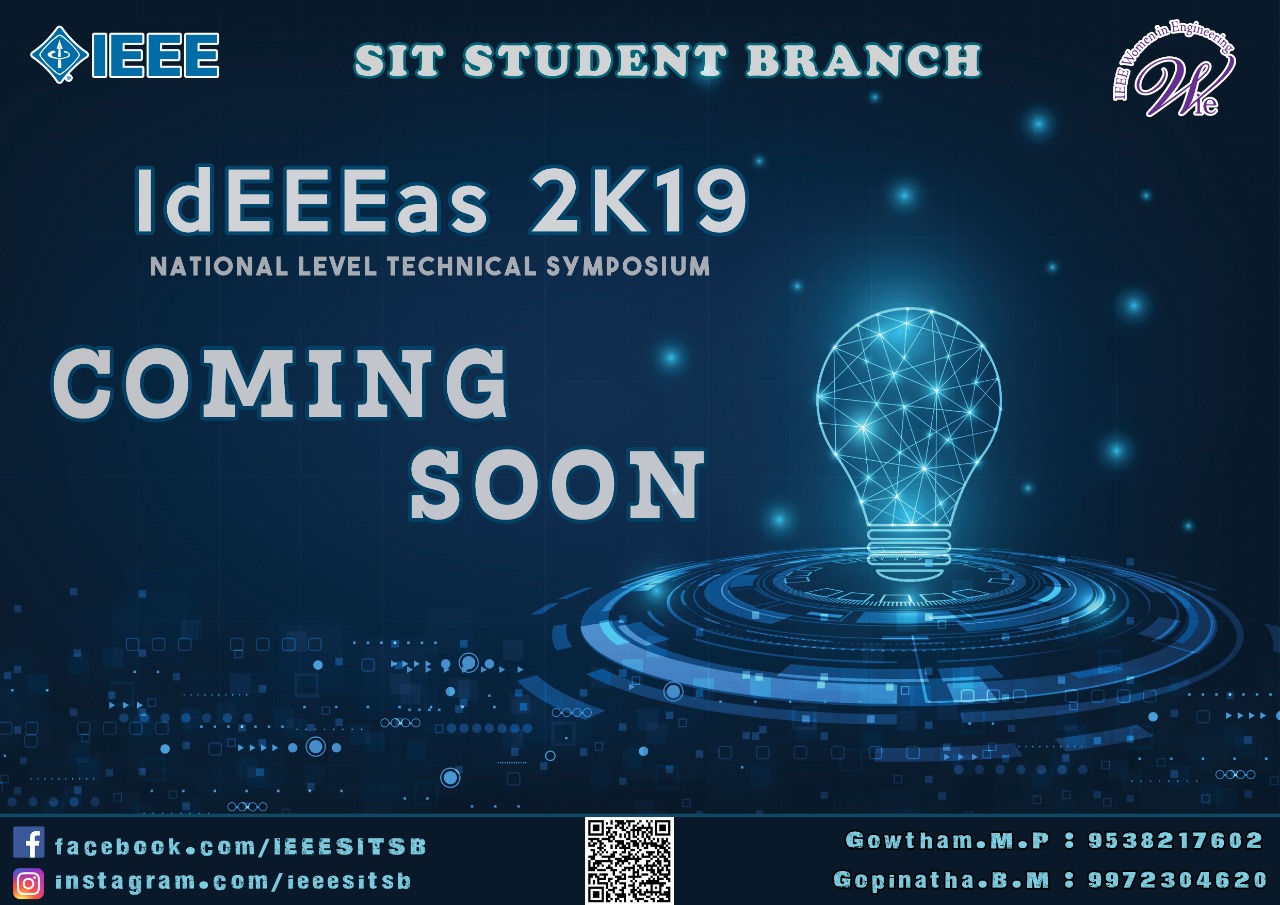 IEEE
SIT STUDENT BRANCH
IEEE Women in Engineering
Wie
IdEEEas 2K19
NATIONAL LEVEL TECHNICAL SYMPOSIUM
COMING
SOON
facebook.com/IEEESITSB
instagram.com/ieeesitsb
Gowtham.M.P : 9538217602
Gopinatha.B.M : 9972304620